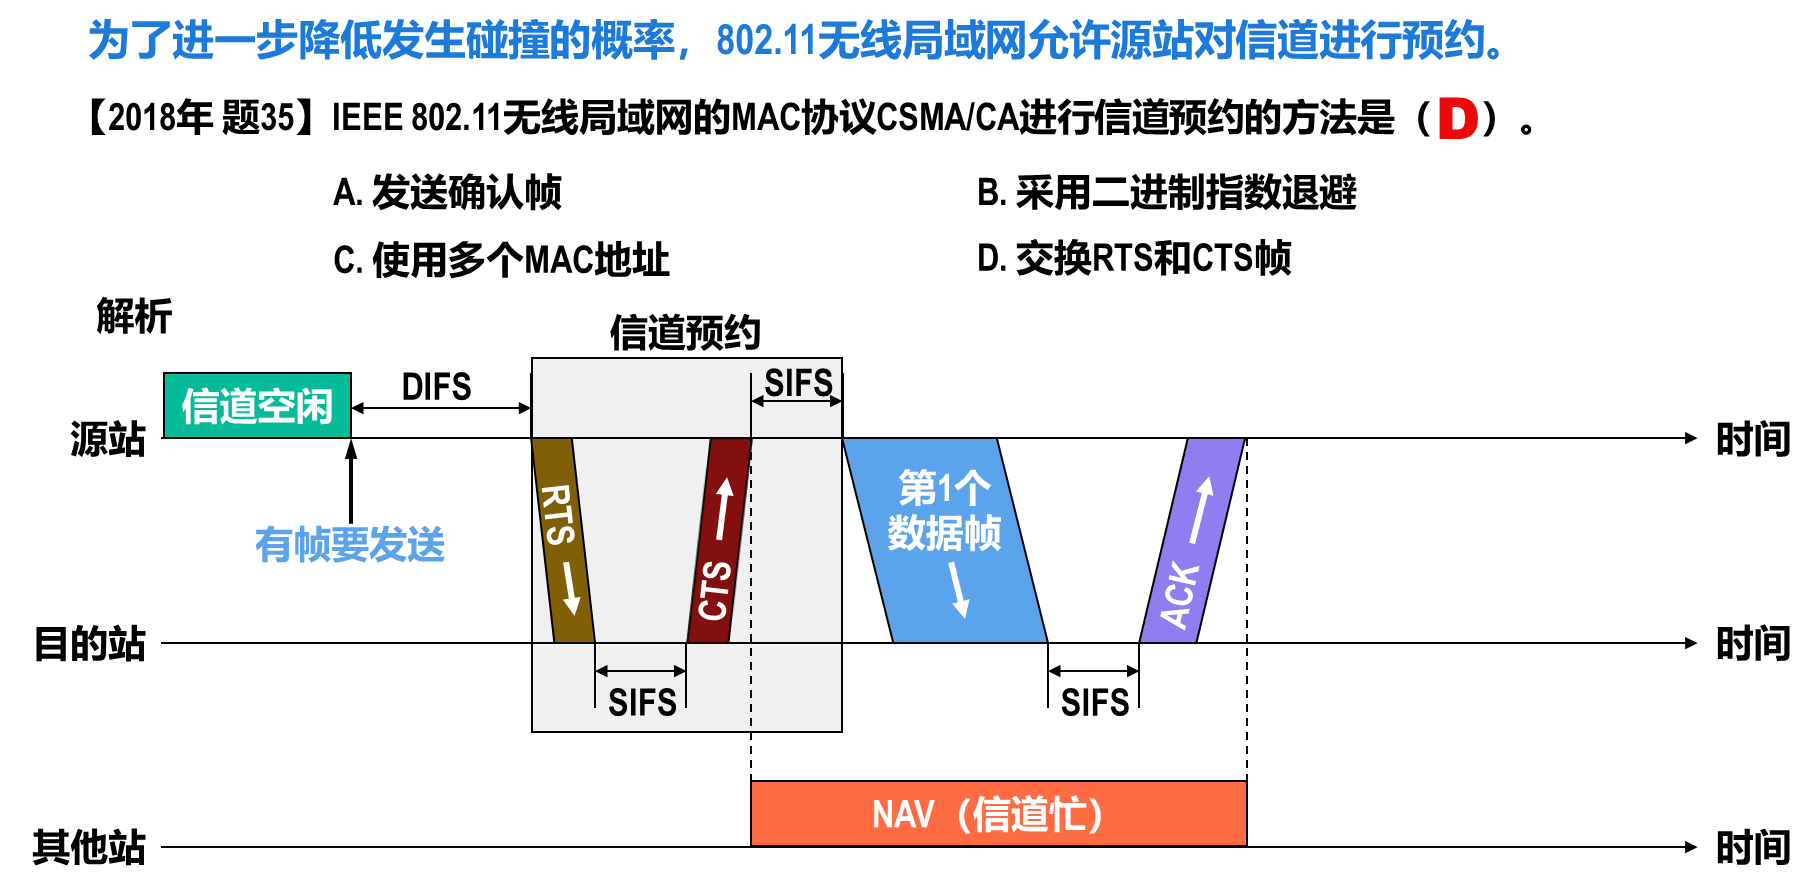 为了进一步降低发生碰撞的概率，802.11无线局域网允许源站对信道进行预约。
【2018年 题35】IEEE 802.11无线局域网的MAC协议CSMA/CA进行信道预约的方法是（D）。
A. 发送确认帧
B. 采用二进制指数退避
C. 使用多个MAC地址
D. 交换RTS和CTS帧
解析
信道预约
信道空闲
DIFS
SIFS
源站
时间
有帧要发送
RTS
CTS
第1个
数据帧
ACK
目的站
时间
SIFS
SIFS
NAV（信道忙）
其他站
时间